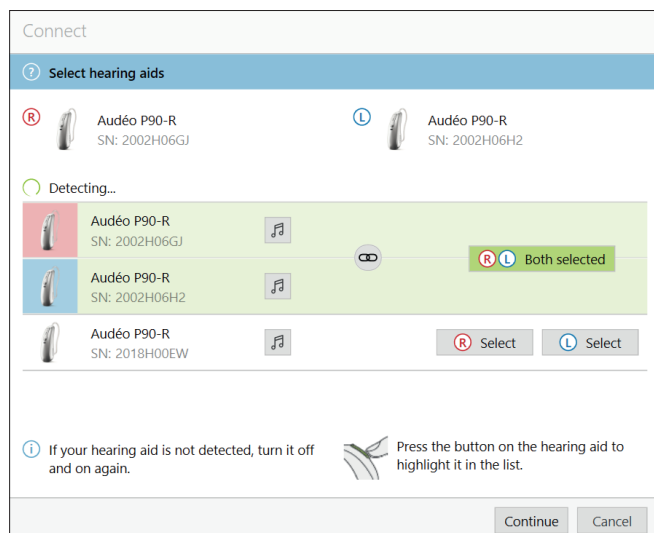 Connect
? Select hearing aids
R Audéo P90-R
SN: 2002H06GJ
L Audéo P90-R
SN: 2002H06H2
Detecting...
Audéo P90-R
SN: 2002H06GJ
Audéo P90-R
SN: 2002H06H2
R L Both selected
Audéo P90-R
SN: 2018H00EW
R Select L Select
i If your hearing aid is not detected, turn it off
and on again.
Press the button on the hearing aid to
highlight it in the list.
Continue Cancel